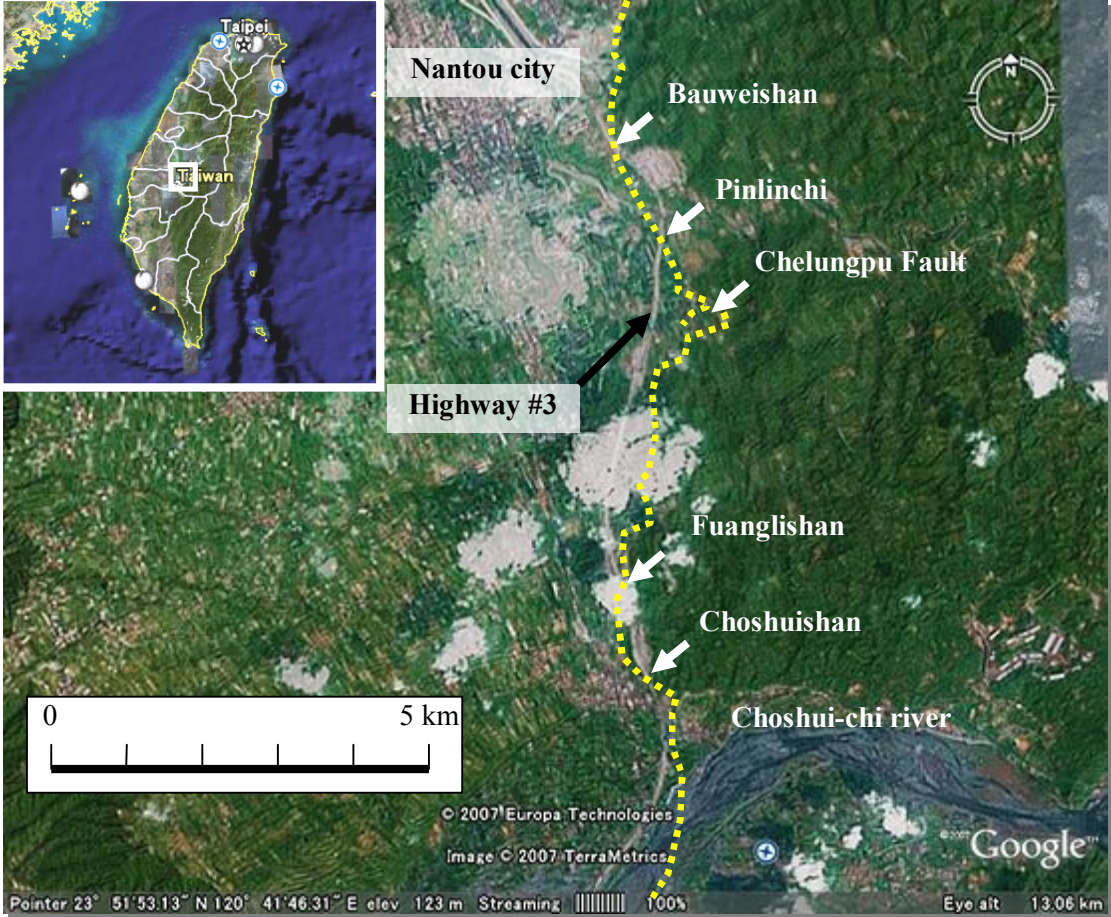 Taipei
Taiwan
Nantou city
N
Bauweishan
Pinlinchi
Chelungpu Fault
Highway #3
Fuanglishan
Choshuishan
0 5 km
Choshui-chi river
© 2007 Europa Technologies
Image © 2007 TerraMetrics
©2007 Google™
Pointer 23° 51'53.13" N 120° 41'46.31" E elev 123 m Streaming |||||||||| 100% Eye alt 13.06 km